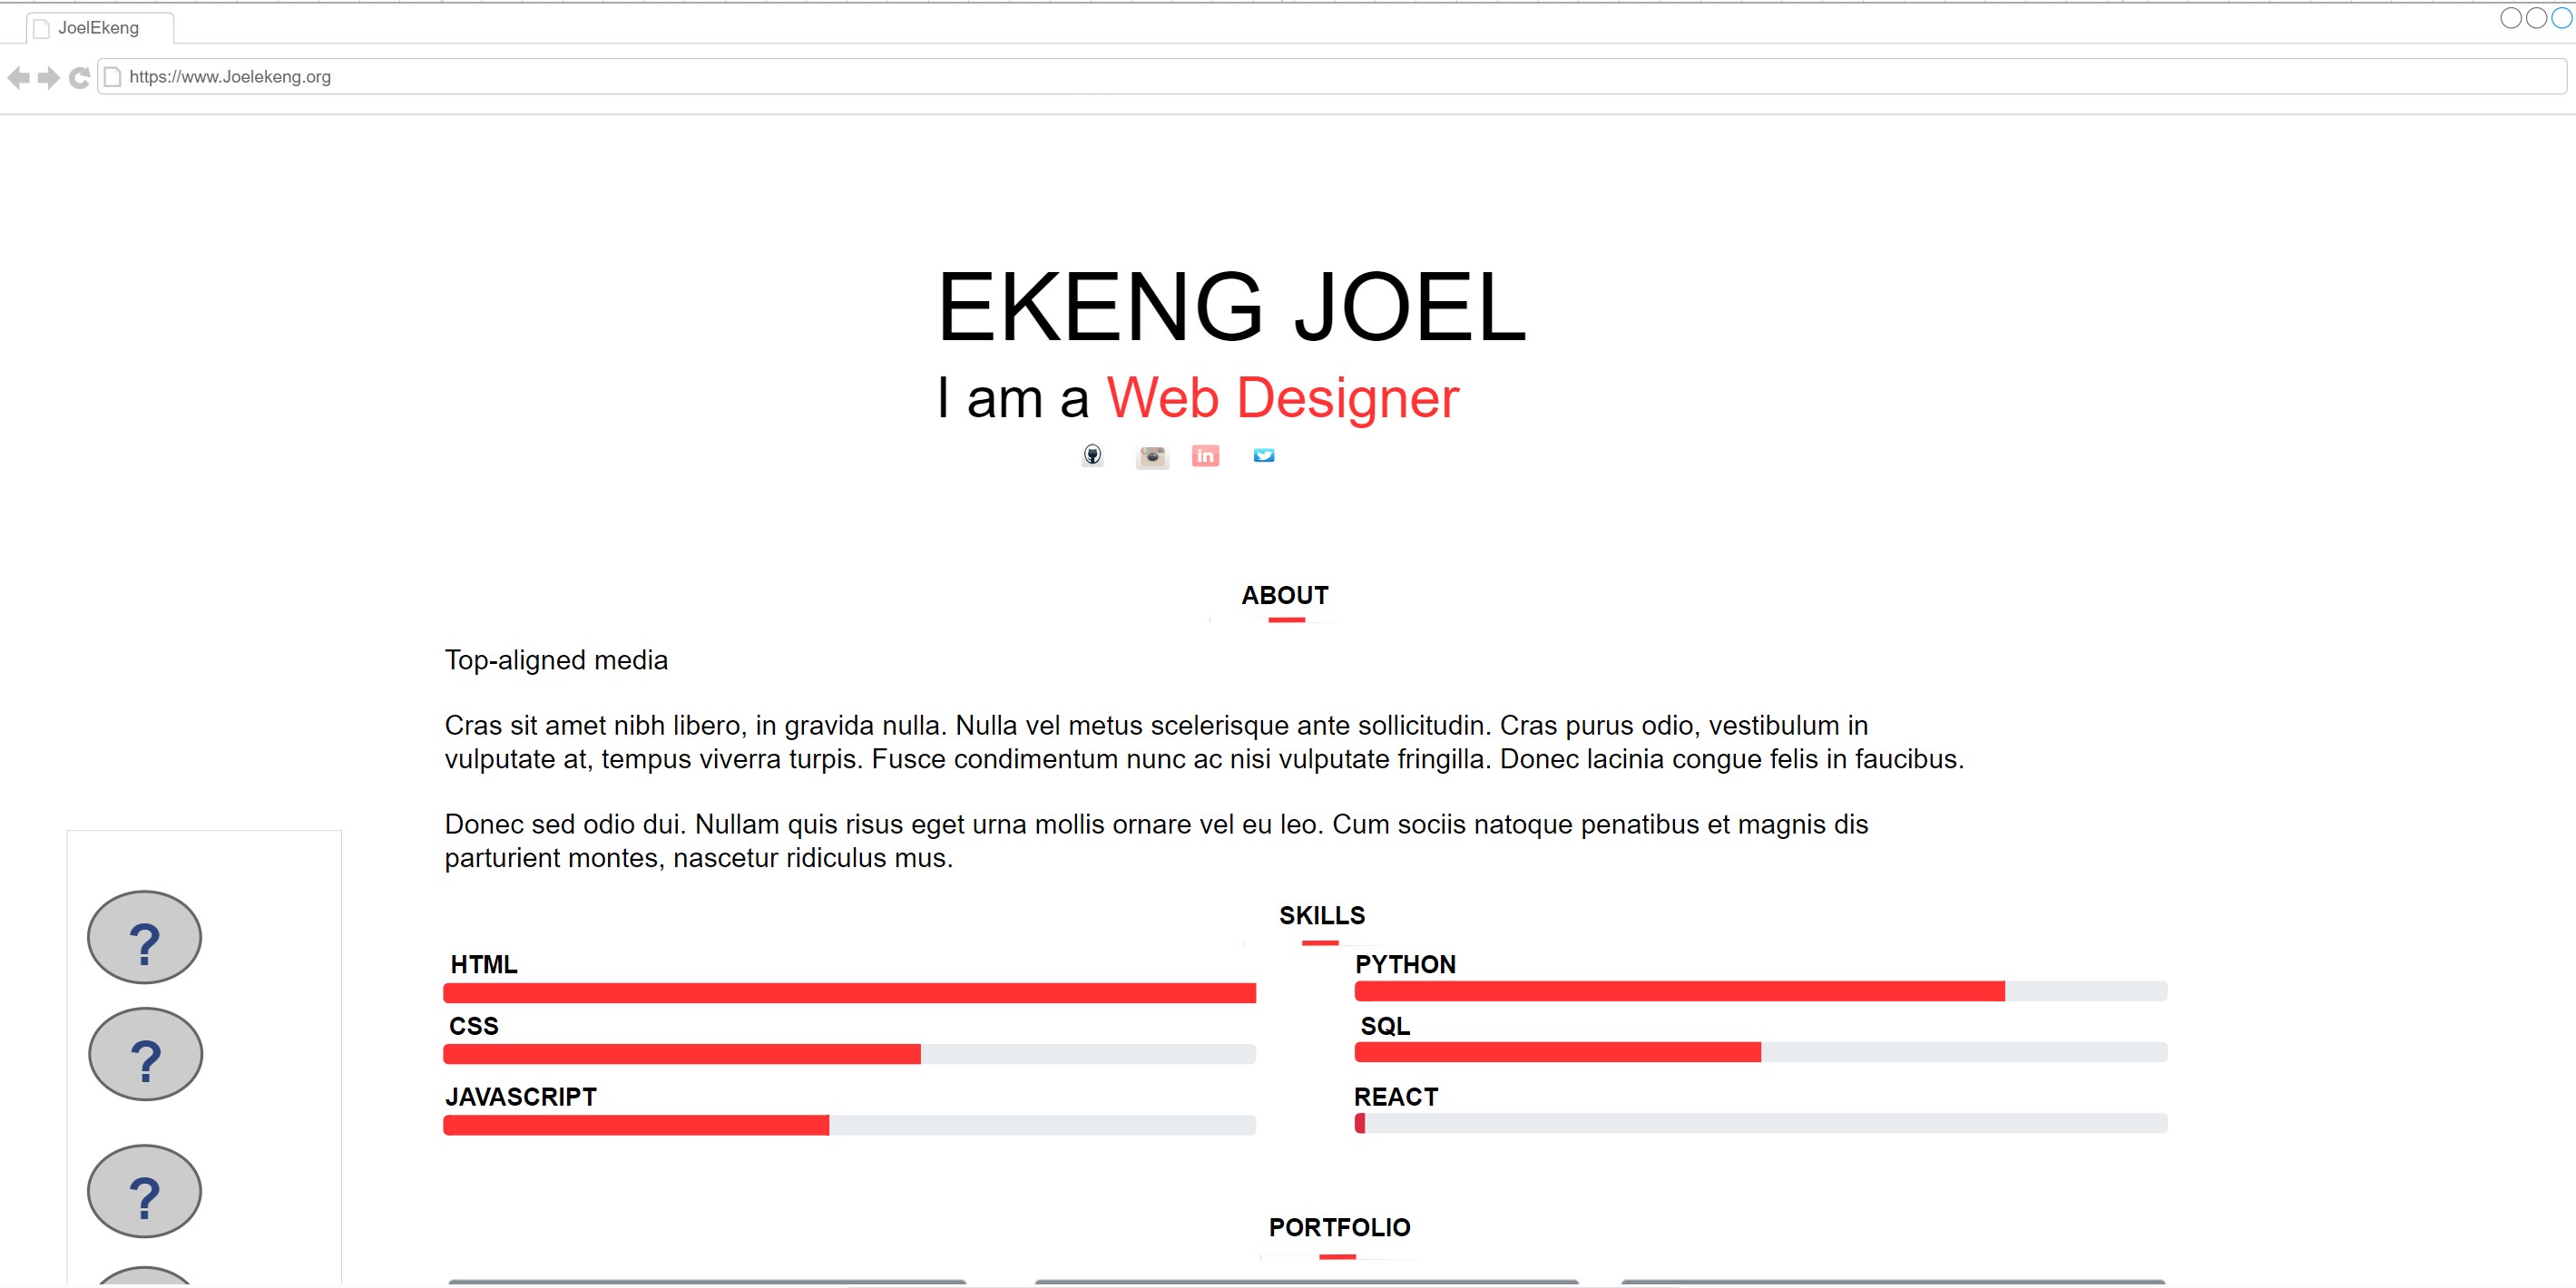 JoelEkeng
https://www.Joelekeng.org
EKENG JOEL
I am a Web Designer
in
ABOUT
Top-aligned media
Cras sit amet nibh libero, in gravida nulla. Nulla vel metus scelerisque ante sollicitudin. Cras purus odio, vestibulum in
vulputate at, tempus viverra turpis. Fusce condimentum nunc ac nisi vulputate fringilla. Donec lacinia congue felis in faucibus.
Donec sed odio dui. Nullam quis risus eget urna mollis ornare vel eu leo. Cum sociis natoque penatibus et magnis dis
parturient montes, nascetur ridiculus mus.
SKILLS
HTML
PYTHON
CSS
SQL
JAVASCRIPT
REACT
?
?
?
PORTFOLIO